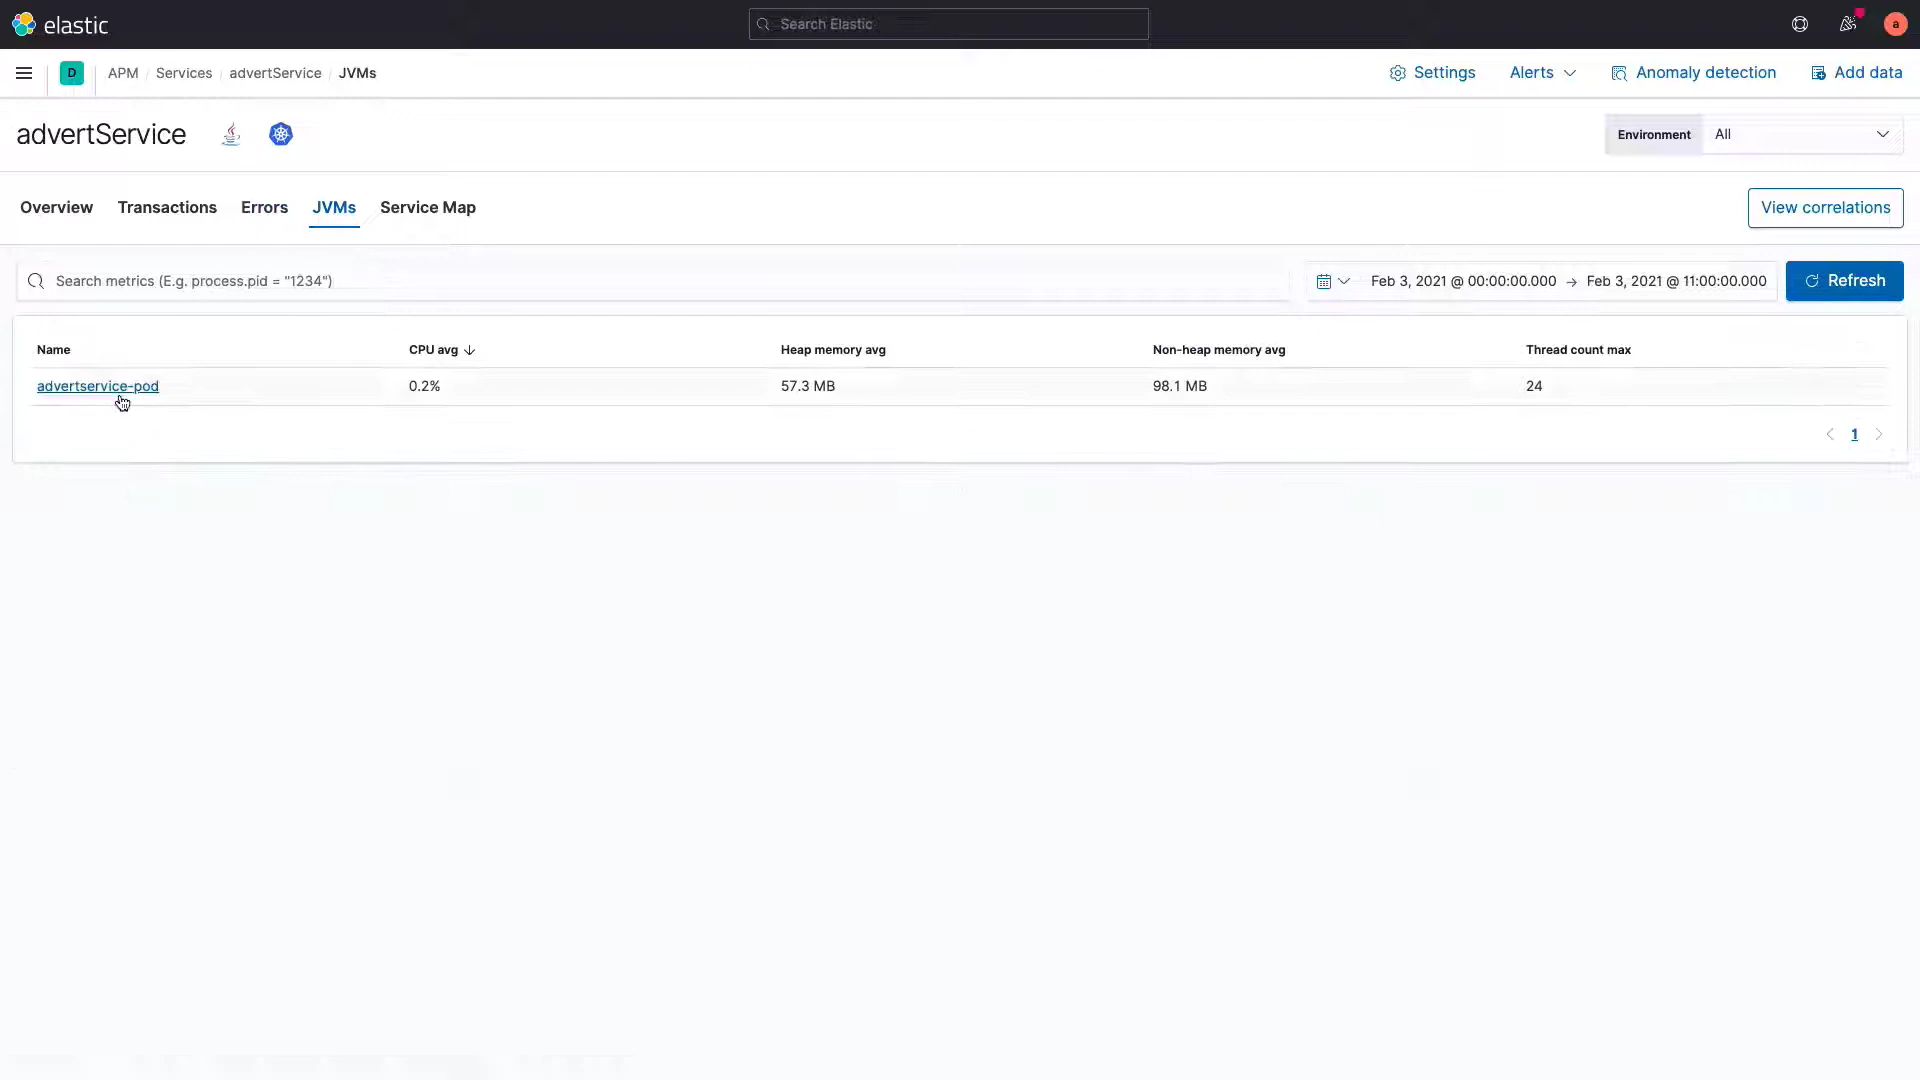 elastic
Search Elastic
a
D
APM / Services / advertService / JVMs
Settings
Alerts
Anomaly detection
Add data
advertService
Environment
All
Overview
Transactions
Errors
JVMs
Service Map
View correlations
Search metrics (E.g. process.pid = "1234")
Feb 3, 2021 @ 00:00:00.000 → Feb 3, 2021 @ 11:00:00.000
Refresh
Name CPU avg Heap memory avg Non-heap memory avg Thread count max
advertservice-pod 0.2% 57.3 MB 98.1 MB 24
1